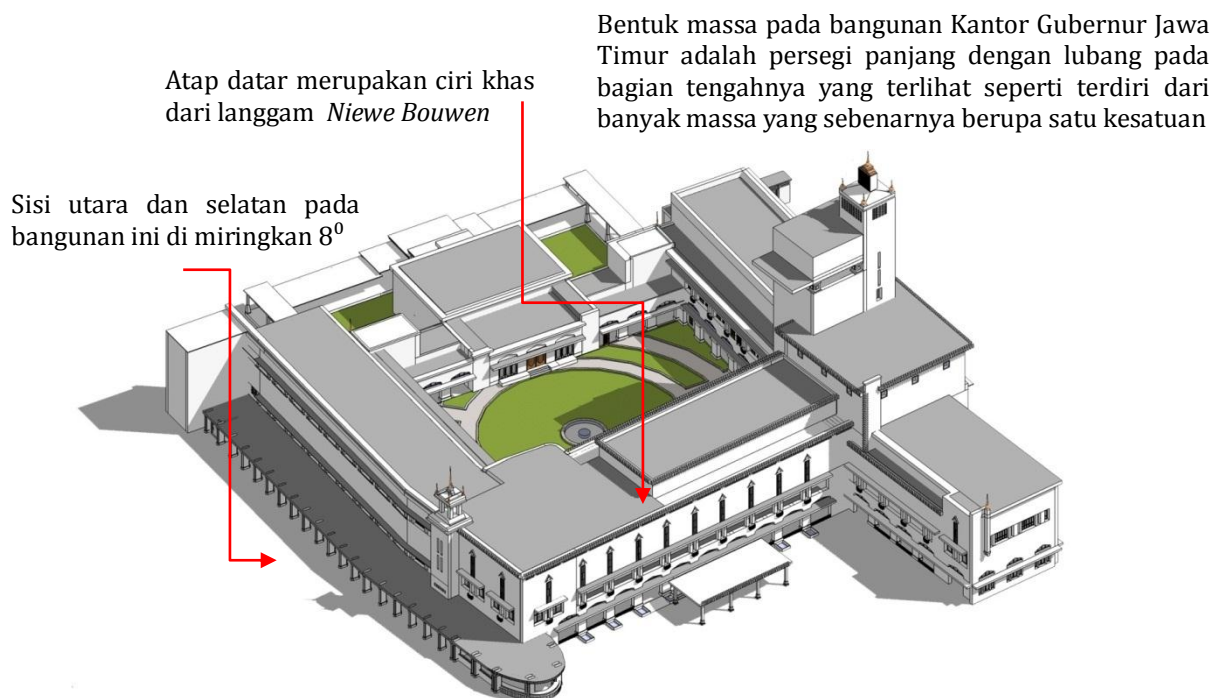 Bentuk massa pada bangunan Kantor Gubernur Jawa
Timur adalah persegi panjang dengan lubang pada
bagian tengahnya yang terlihat seperti terdiri dari
banyak massa yang sebenarnya berupa satu kesatuan
Atap datar merupakan ciri khas
dari langgam Niewe Bouwen
Sisi utara dan selatan pada
bangunan ini di miringkan 8⁰